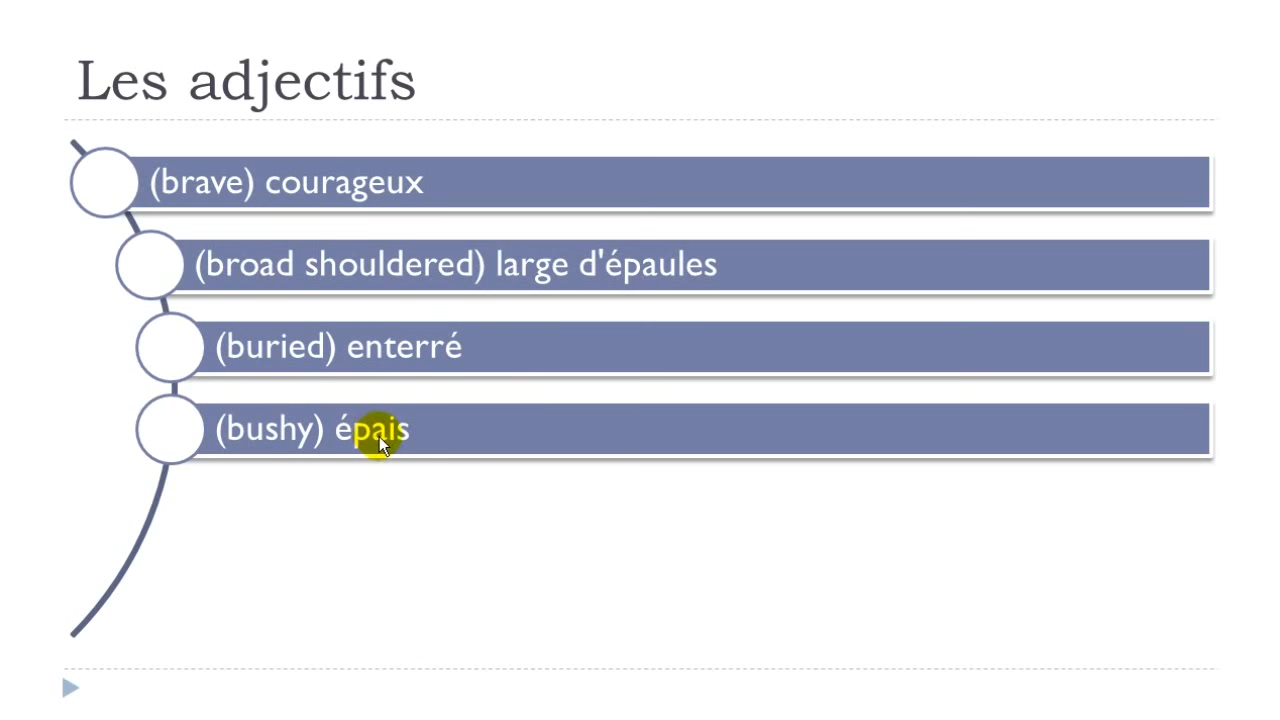 Les adjectifs
(brave) courageux
(broad shouldered) large d'épaules
(buried) enterré
(bushy) épais